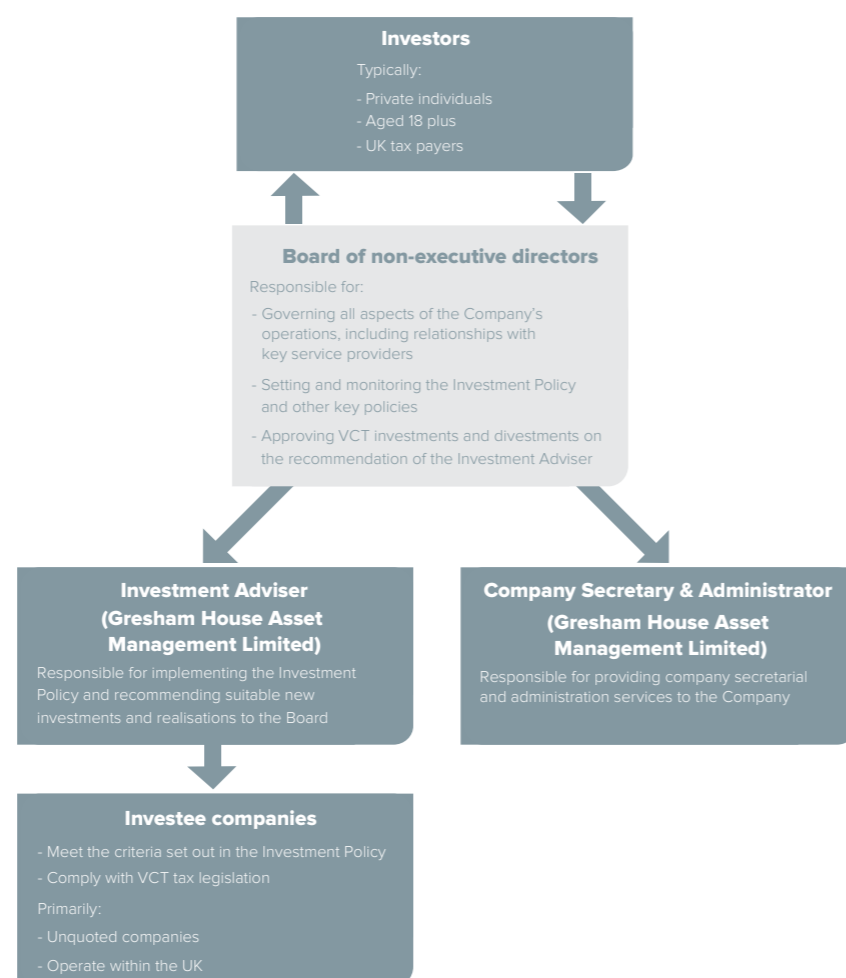 Investors
Typically:
- Private individuals
- Aged 18 plus
- UK tax payers
Board of non-executive directors
Responsible for:
- Governing all aspects of the Company’s
operations, including relationships with
key service providers
- Setting and monitoring the Investment Policy
and other key policies
- Approving VCT investments and divestments on
the recommendation of the Investment Adviser
Investment Adviser
(Gresham House Asset
Management Limited)
Responsible for implementing the Investment
Policy and recommending suitable new
investments and realisations to the Board
Company Secretary & Administrator
(Gresham House Asset
Management Limited)
Responsible for providing company secretarial
and administration services to the Company
Investee companies
- Meet the criteria set out in the Investment Policy
- Comply with VCT tax legislation
Primarily:
- Unquoted companies
- Operate within the UK